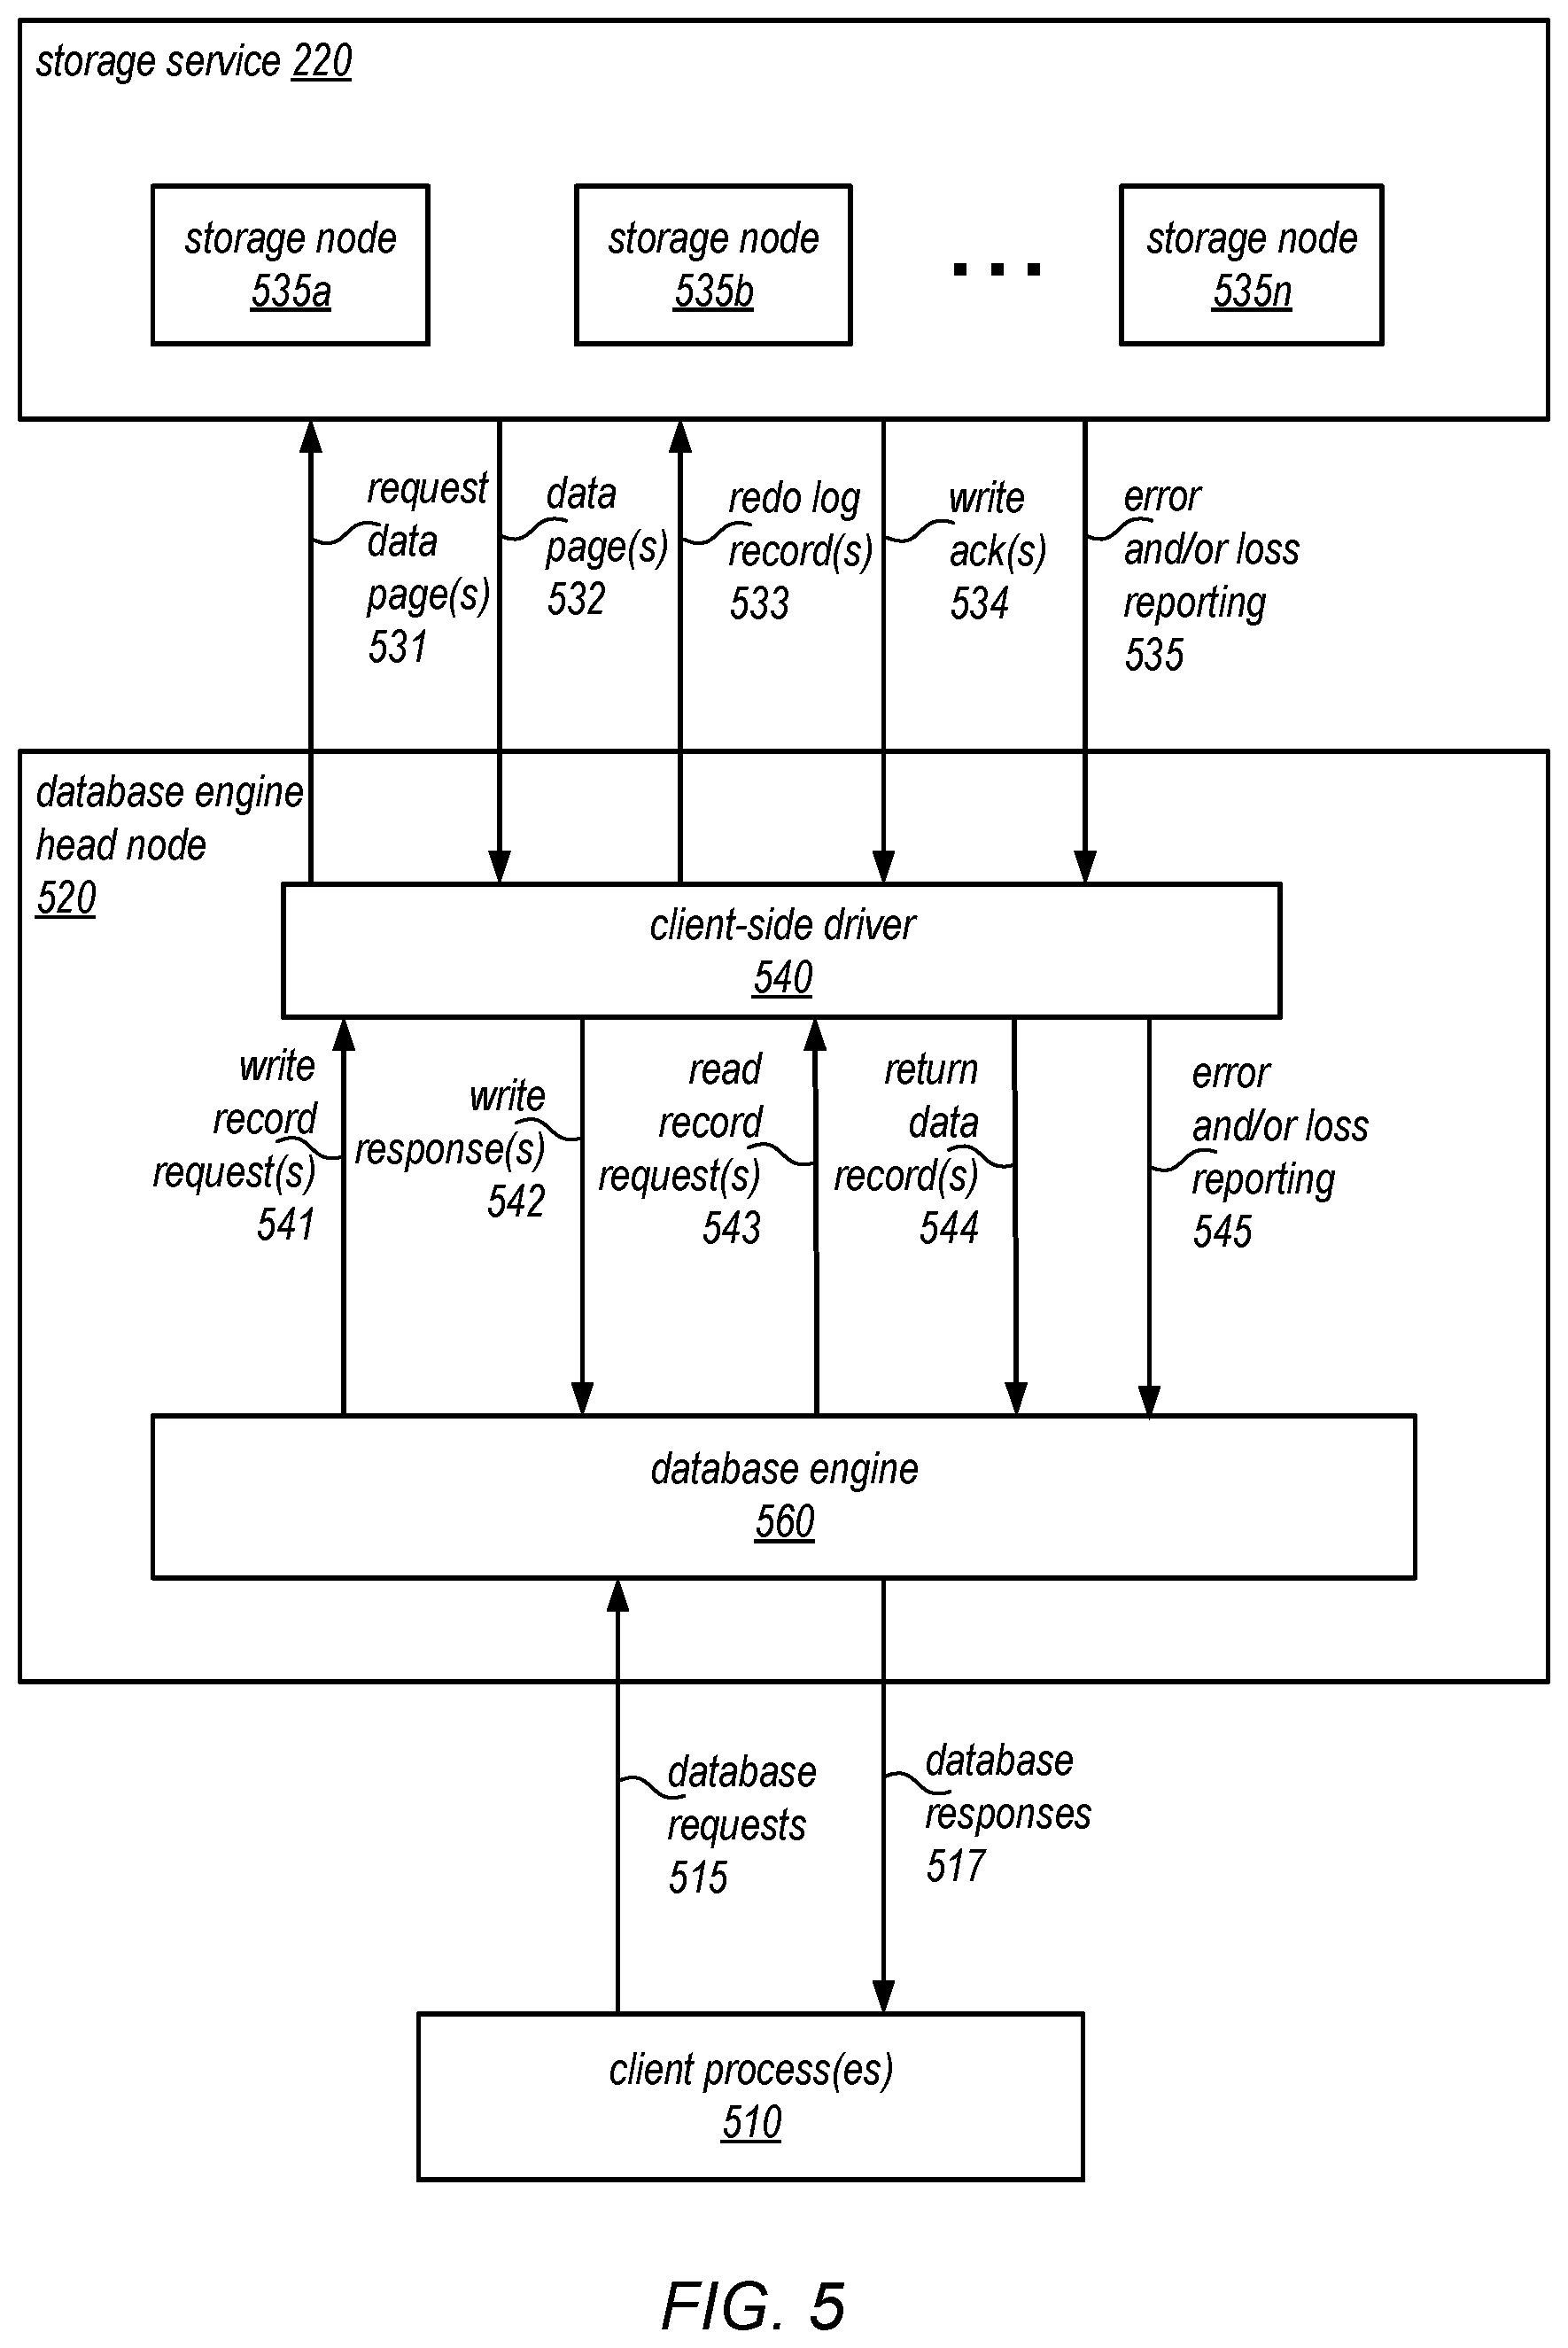 storage service 220
storage node
535a
storage node
535b
storage node
535n
request
data
page(s)
531
data
page(s)
532
redo log
record(s)
533
write
ack(s)
534
error
and/or loss
reporting
535
database engine
head node
520
client-side driver
540
write
record
request(s)
541
write
response(s)
542
read
record
request(s)
543
return
data
record(s)
544
error
and/or loss
reporting
545
database engine
560
database
requests
515
database
responses
517
client process(es)
510
FIG. 5